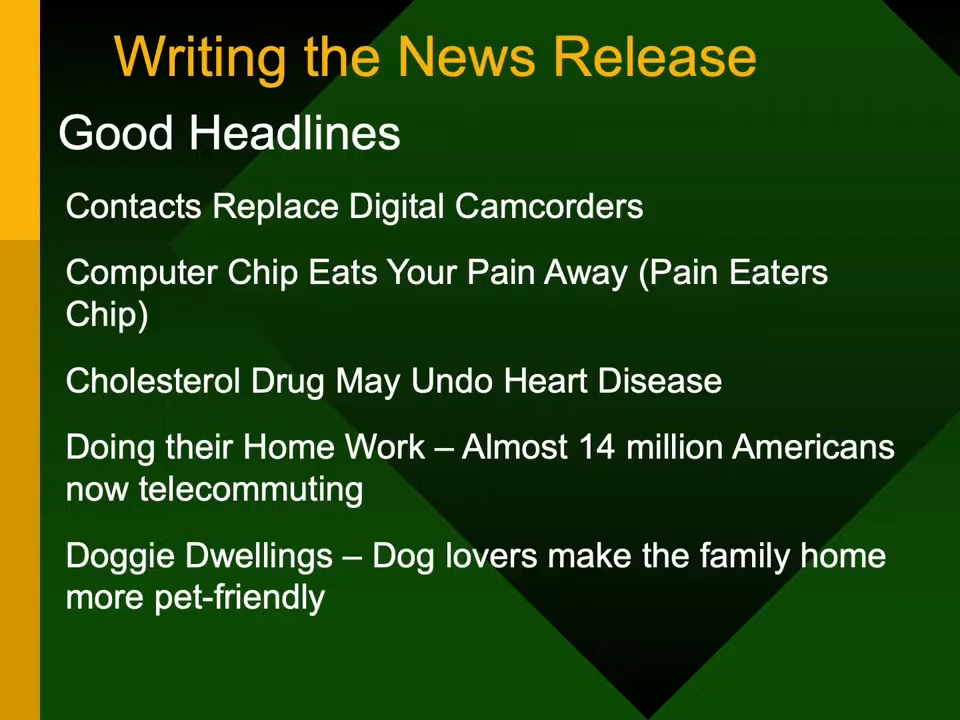 Writing the News Release
Good Headlines
Contacts Replace Digital Camcorders
Computer Chip Eats Your Pain Away (Pain Eaters
Chip)
Cholesterol Drug May Undo Heart Disease
Doing their Home Work – Almost 14 million Americans
now telecommuting
Doggie Dwellings – Dog lovers make the family home
more pet-friendly